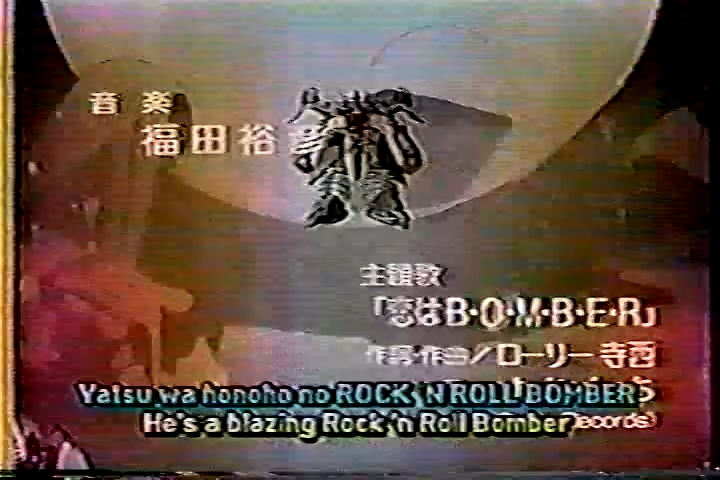 音楽
福田裕彦
主題歌
「恋はB・O・M・B・E・R」
作詞・作曲/ローリー寺西
Yatsu wa honoho no ROCK 'N ROLL BOMBER
He's a blazing Rock 'n Roll Bomber